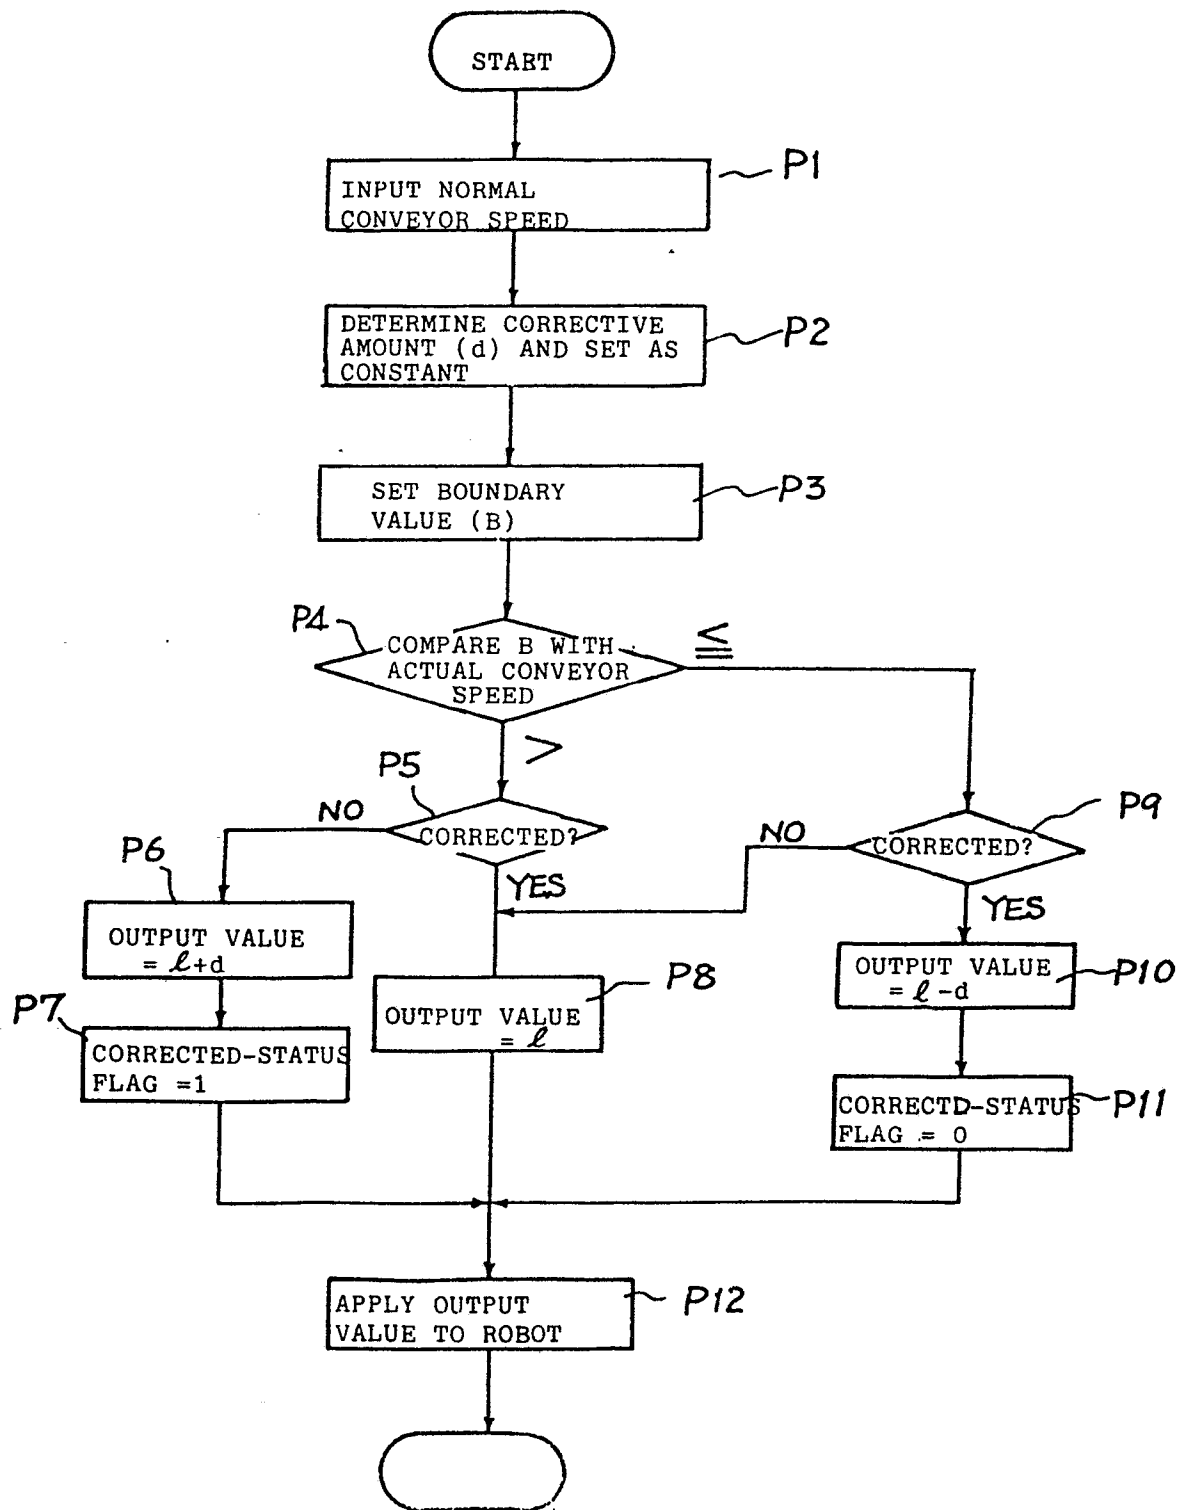 START
P1
INPUT NORMAL
CONVEYOR SPEED
P2
DETERMINE CORRECTIVE
AMOUNT (d) AND SET AS
CONSTANT
P3
SET BOUNDARY
VALUE (B)
P4
COMPARE B WITH
ACTUAL CONVEYOR
SPEED
≦
>
P5
NO
CORRECTED?
YES
P9
NO
CORRECTED?
YES
P6
OUTPUT VALUE
= ℓ+d
P7
CORRECTED-STATUS
FLAG =1
P8
OUTPUT VALUE
= ℓ
P10
OUTPUT VALUE
= ℓ-d
P11
CORRECTD-STATUS
FLAG = 0
P12
APPLY OUTPUT
VALUE TO ROBOT